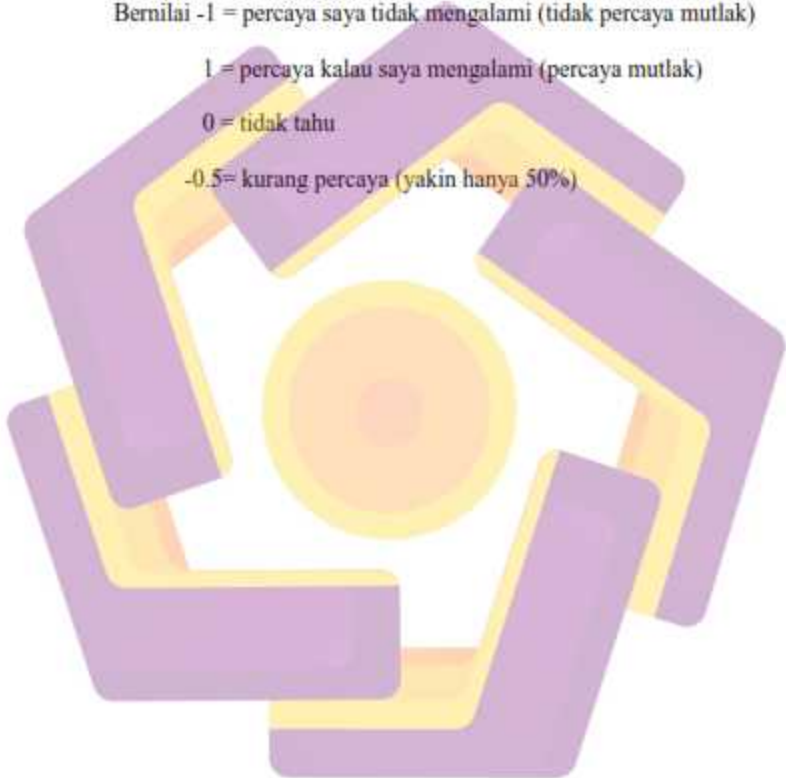 Bernilai -1 = percaya saya tidak mengalami (tidak percaya mutlak)
1 = percaya kalau saya mengalami (percaya mutlak)
0 = tidak tahu
-0.5= kurang percaya (yakin hanya 50%)